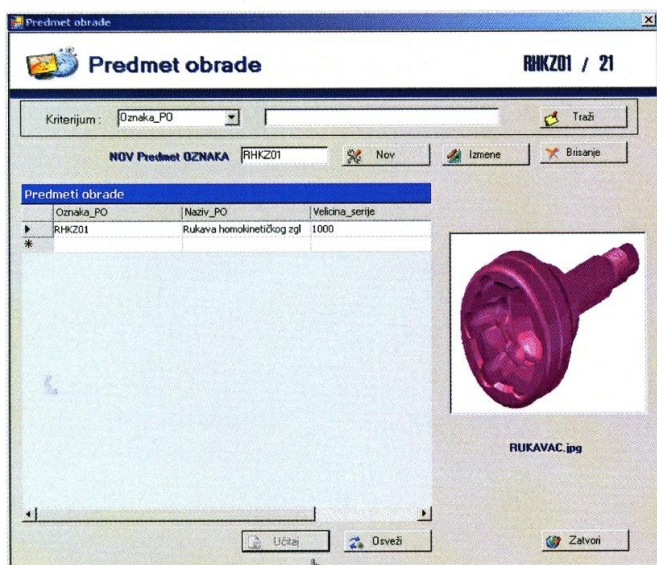 Predmet obrade
Predmet obrade RHKZ01 / 21
Kriterijum : Oznaka_PO Traži
NOV Predmet OZNAKA RHKZ01 Nov Izmene Brisanje
Predmeti obrade
Oznaka_PO Naziv_PO Velicina_serije
RHKZ01 Rukava homokinetičkog zgl 1000
RUKAVAC.jpg
Učitaj Osveži Zatvori